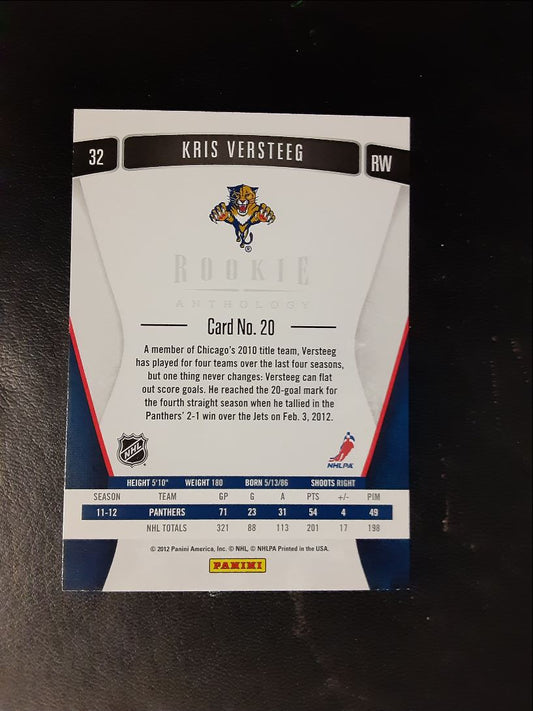 32 KRIS VERSTEEG RW
®
ROOKIE
ANTHOLOGY
Card No. 20
A member of Chicago's 2010 title team, Versteeg
has played for four teams over the last four seasons,
but one thing never changes: Versteeg can flat
out score goals. He reached the 20-goal mark for
the fourth straight season when he tallied in the
Panthers' 2-1 win over the Jets on Feb. 3, 2012.
NHL
NHLPA
HEIGHT 5'10" WEIGHT 180 BORN 5/13/86 SHOOTS RIGHT
SEASON TEAM GP G A PTS +/- PIM
11-12 PANTHERS 71 23 31 54 4 49
NHL TOTALS 321 88 113 201 17 198
© 2012 Panini America, Inc. © NHL, © NHLPA Printed in the USA.
PANINI